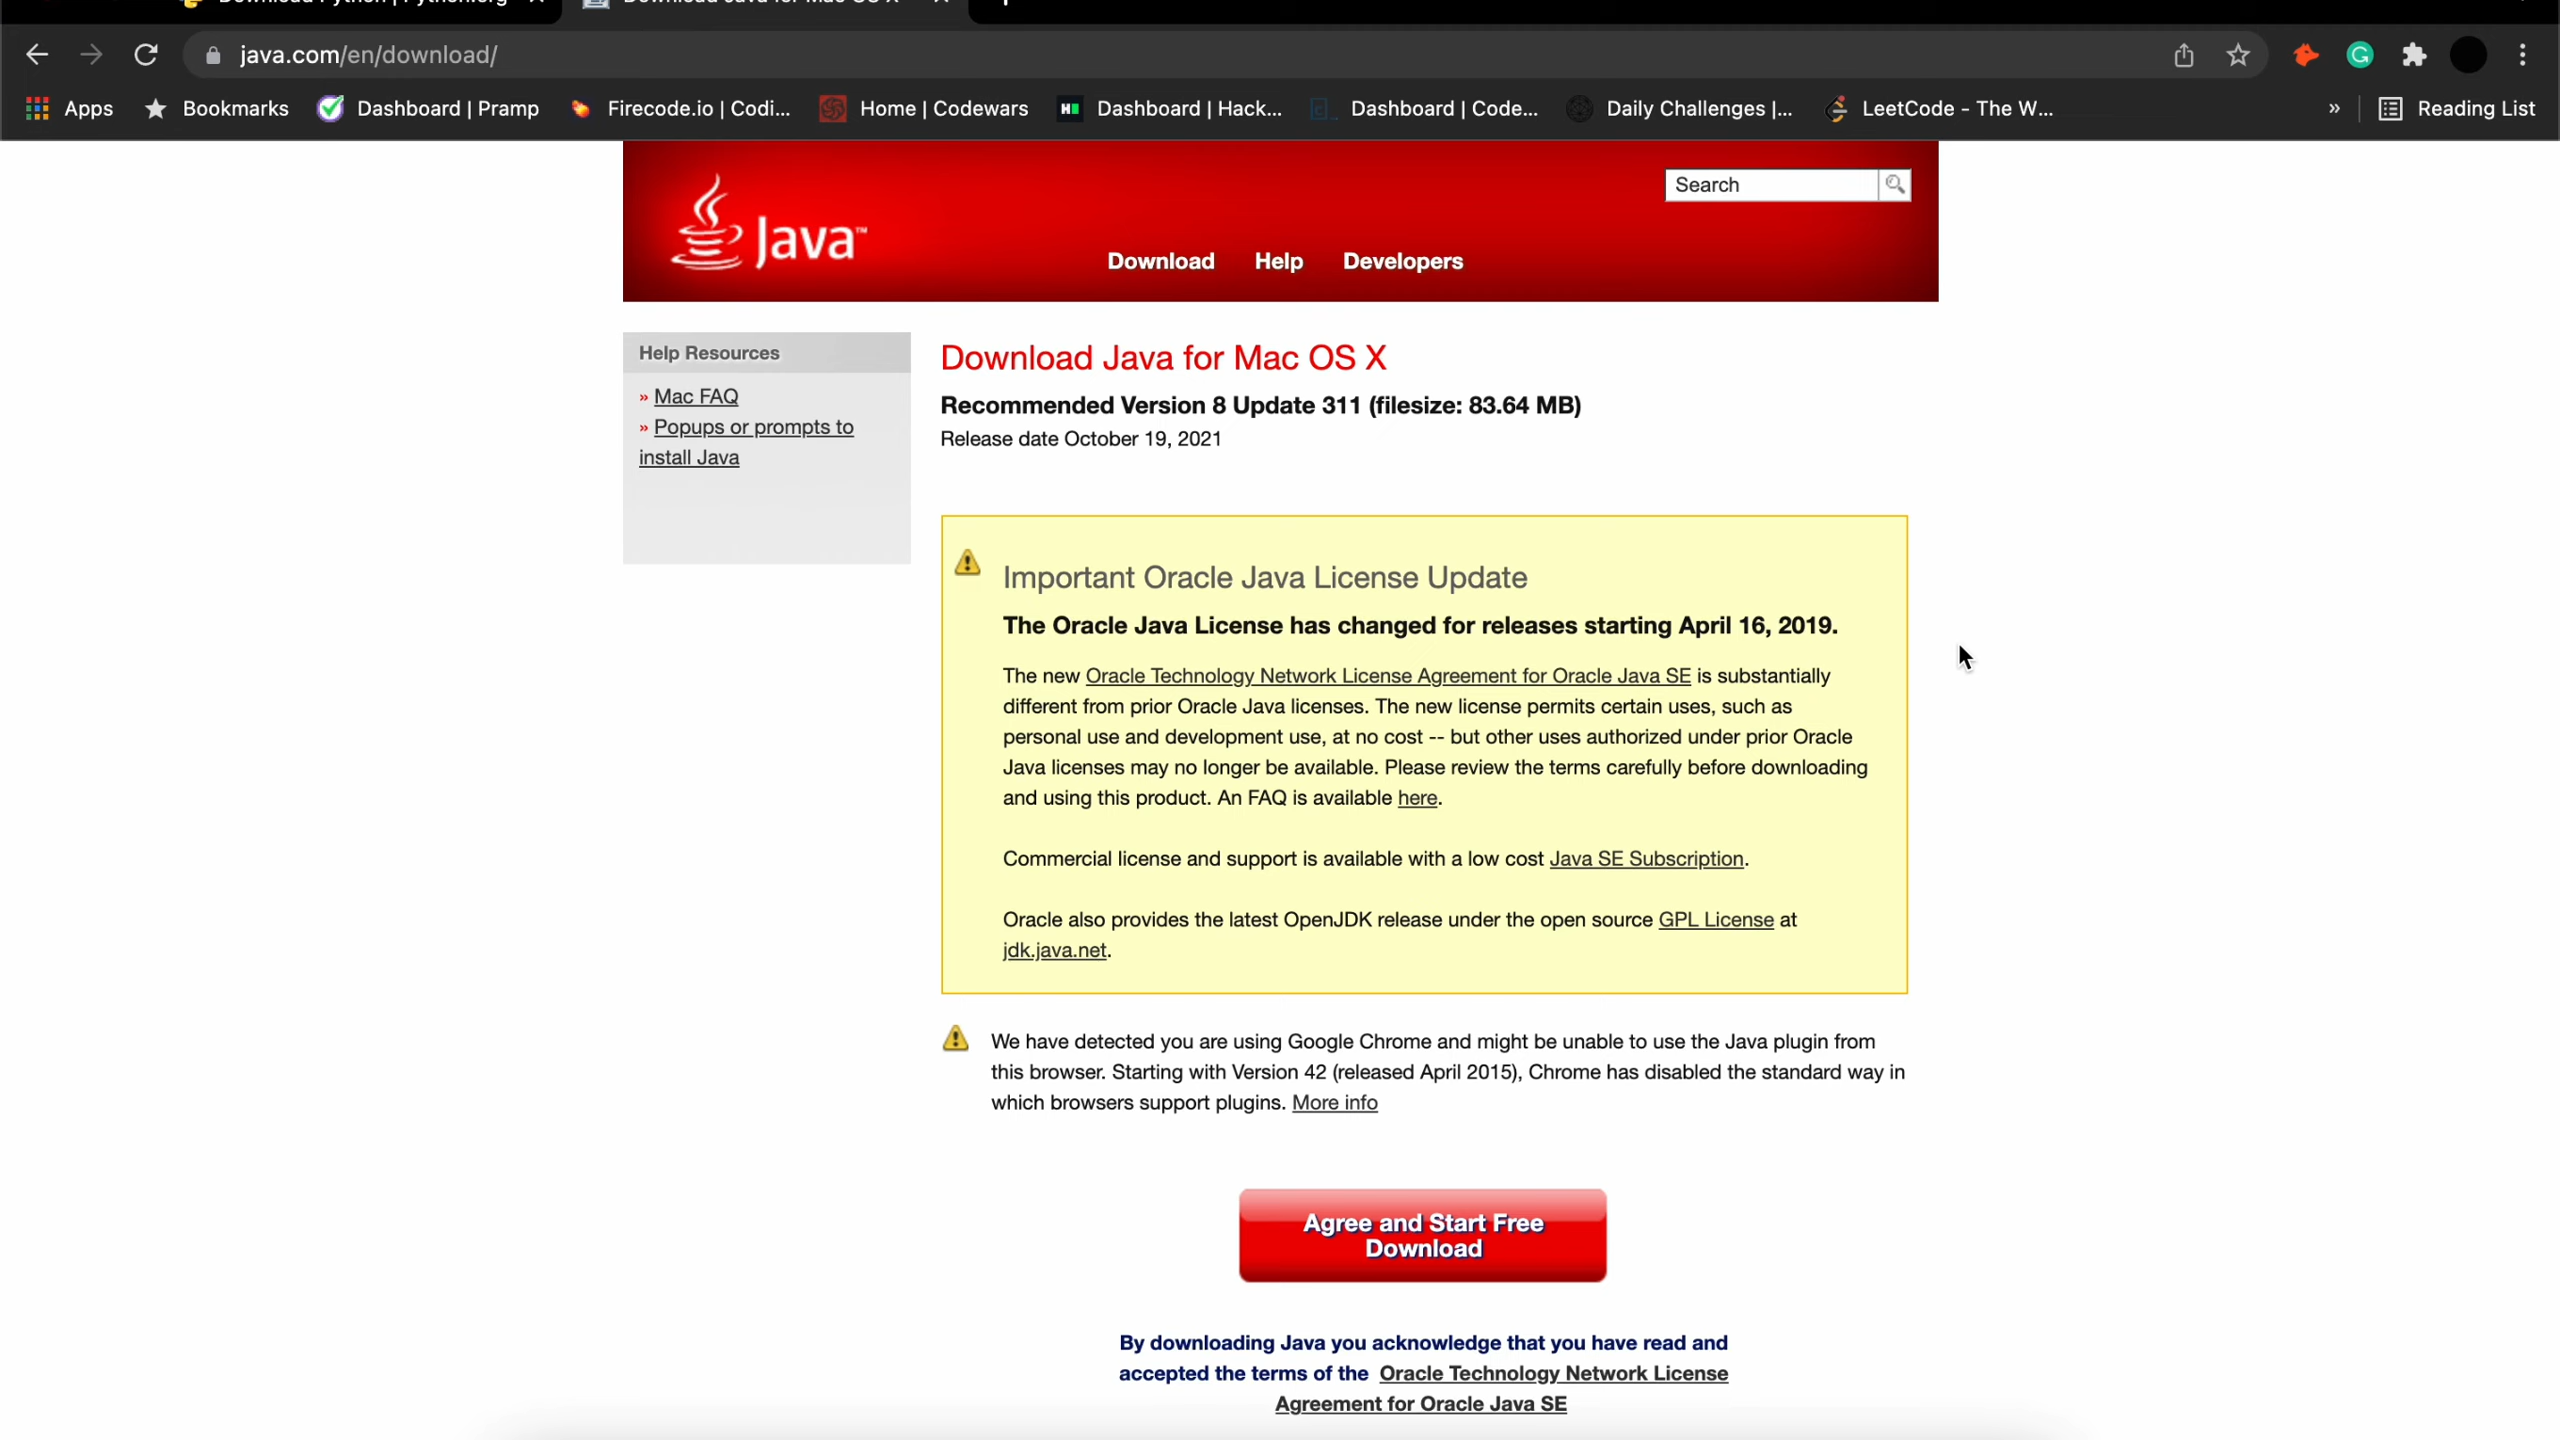 java.com/en/download/
Apps Bookmarks Dashboard | Pramp Firecode.io | Codi... Home | Codewars Dashboard | Hack... Dashboard | Code... Daily Challenges |... LeetCode - The W... » Reading List
Java™
Search
Download Help Developers
Help Resources
» Mac FAQ
» Popups or prompts to
install Java
Download Java for Mac OS X
Recommended Version 8 Update 311 (filesize: 83.64 MB)
Release date October 19, 2021
Important Oracle Java License Update
The Oracle Java License has changed for releases starting April 16, 2019.
The new Oracle Technology Network License Agreement for Oracle Java SE is substantially
different from prior Oracle Java licenses. The new license permits certain uses, such as
personal use and development use, at no cost -- but other uses authorized under prior Oracle
Java licenses may no longer be available. Please review the terms carefully before downloading
and using this product. An FAQ is available here.
Commercial license and support is available with a low cost Java SE Subscription.
Oracle also provides the latest OpenJDK release under the open source GPL License at
jdk.java.net.
We have detected you are using Google Chrome and might be unable to use the Java plugin from
this browser. Starting with Version 42 (released April 2015), Chrome has disabled the standard way in
which browsers support plugins. More info
Agree and Start Free
Download
By downloading Java you acknowledge that you have read and
accepted the terms of the Oracle Technology Network License
Agreement for Oracle Java SE